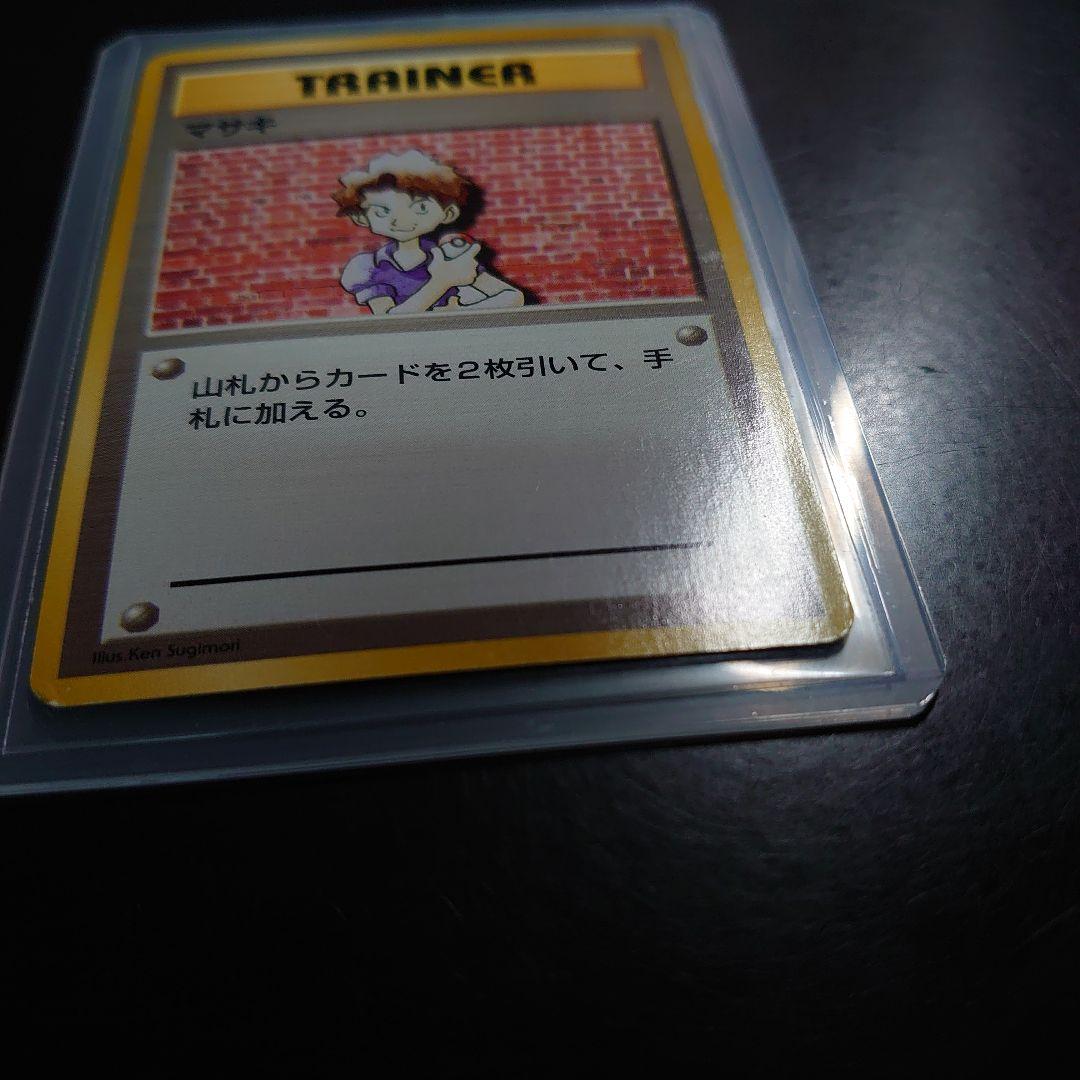 TRAINER
マサキ
山札からカードを2枚引いて、手
札に加える。
Illus.Ken Sugimori